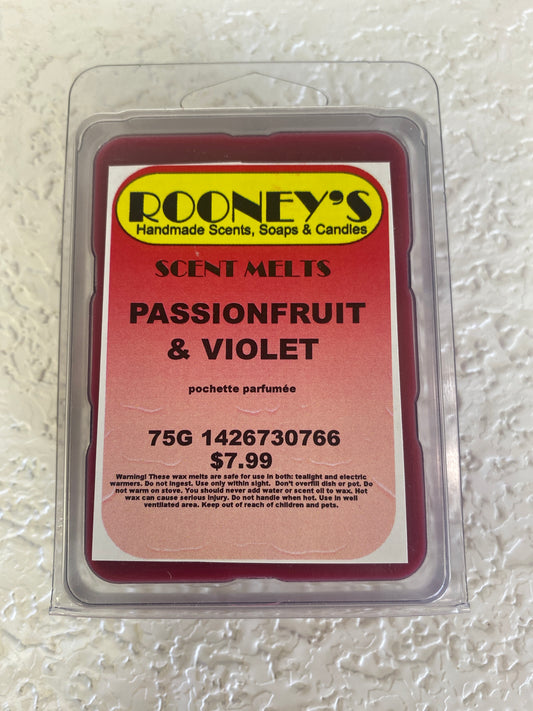 ROONEY'S
Handmade Scents, Soaps & Candles
SCENT MELTS
PASSIONFRUIT
& VIOLET
pochette parfumée
75G 1426730766
$7.99
Warning! These wax melts are safe for use in both: tealight and electric
warmers. Do not ingest. Use only within sight. Don't overfill dish or pot. Do
not warm on stove. You should never add water or scent oil to wax. Hot
wax can cause serious injury. Do not handle when hot. Use in well
ventilated area. Keep out of reach of children and pets.